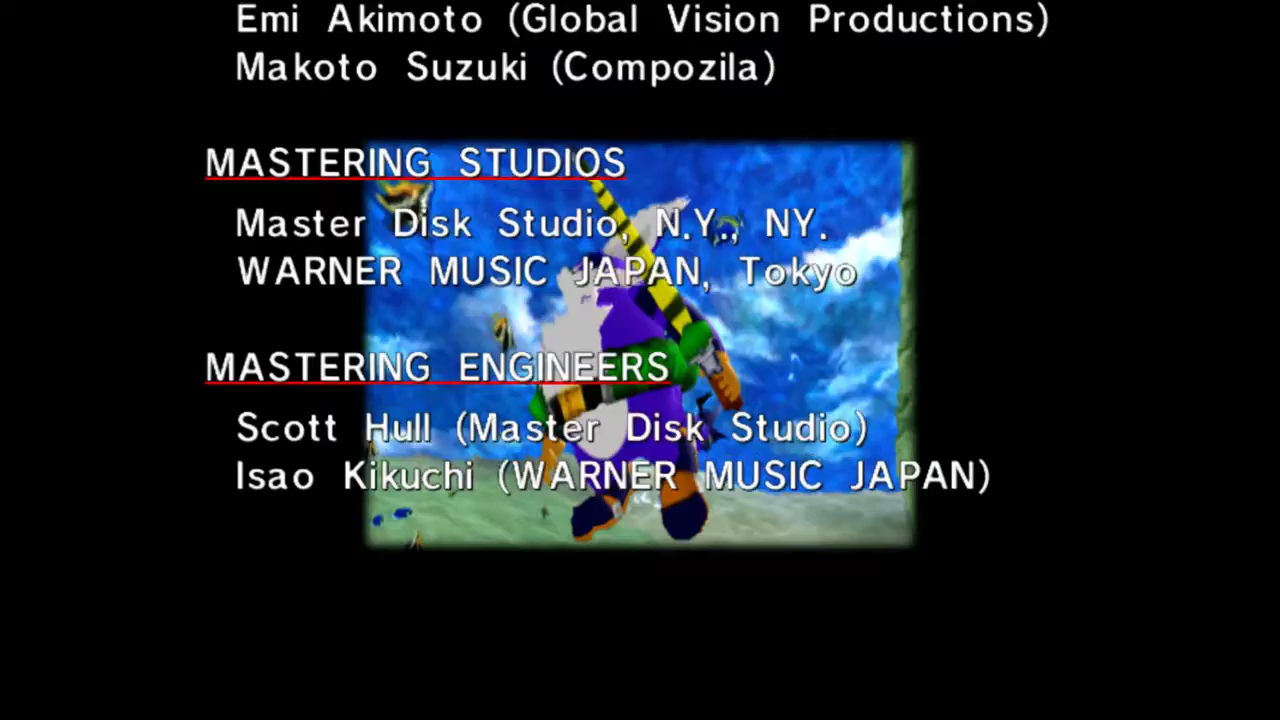 Emi Akimoto (Global Vision Productions)
Makoto Suzuki (Compozila)
MASTERING STUDIOS
Master Disk Studio, N.Y., NY.
WARNER MUSIC JAPAN, Tokyo
MASTERING ENGINEERS
Scott Hull (Master Disk Studio)
Isao Kikuchi (WARNER MUSIC JAPAN)